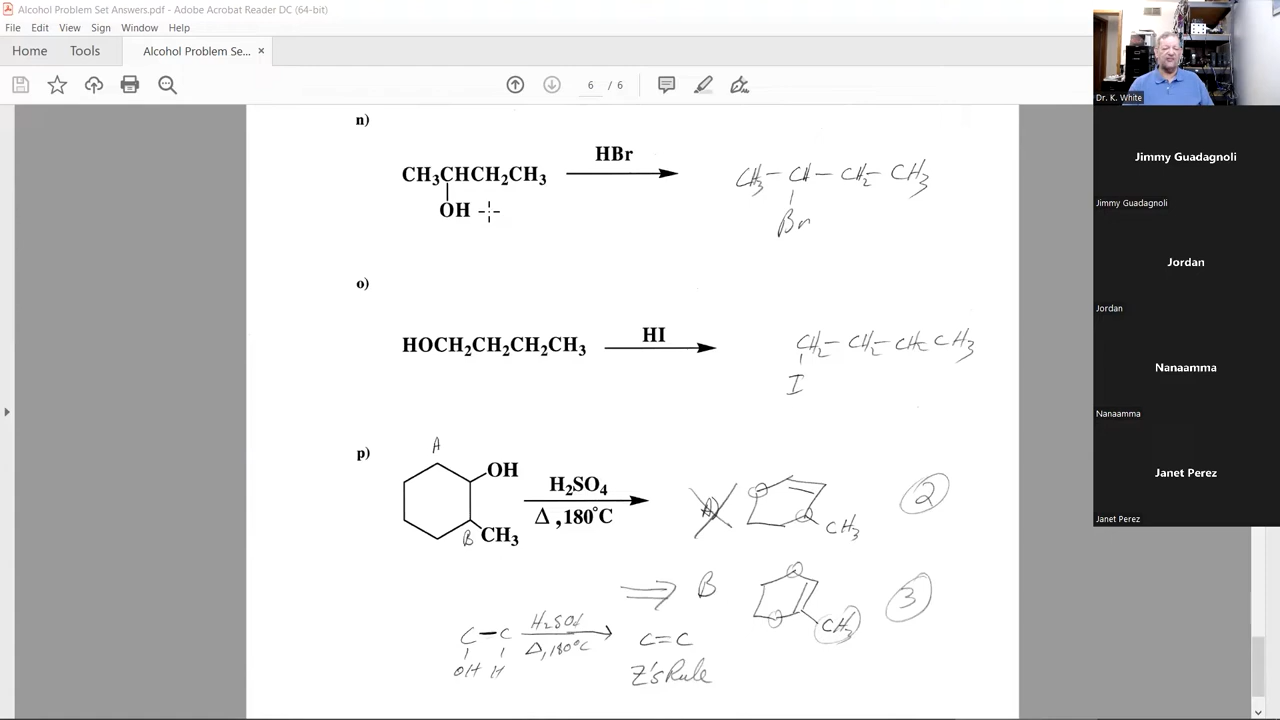 Alcohol Problem Set Answers.pdf - Adobe Acrobat Reader DC (64-bit)
File Edit View Sign Window Help
Home Tools Alcohol Problem Se... ×
6 / 6
Dr. K. White
Jimmy Guadagnoli
Jimmy Guadagnoli
Jordan
Jordan
Nanaamma
Nanaamma
Janet Perez
Janet Perez
n)
HBr
CH3CHCH2CH3 CH3 - CH - CH2 - CH3
OH Br
o)
HI
HOCH2CH2CH2CH3 CH2 - CH2 - CH2 CH3
I
p)
A
OH
H2SO4 A 2
Δ,180°C
B CH3 CH3
B 3
CH3
C - C H2SO4 C = C
Δ,180°C
OH H Z's Rule